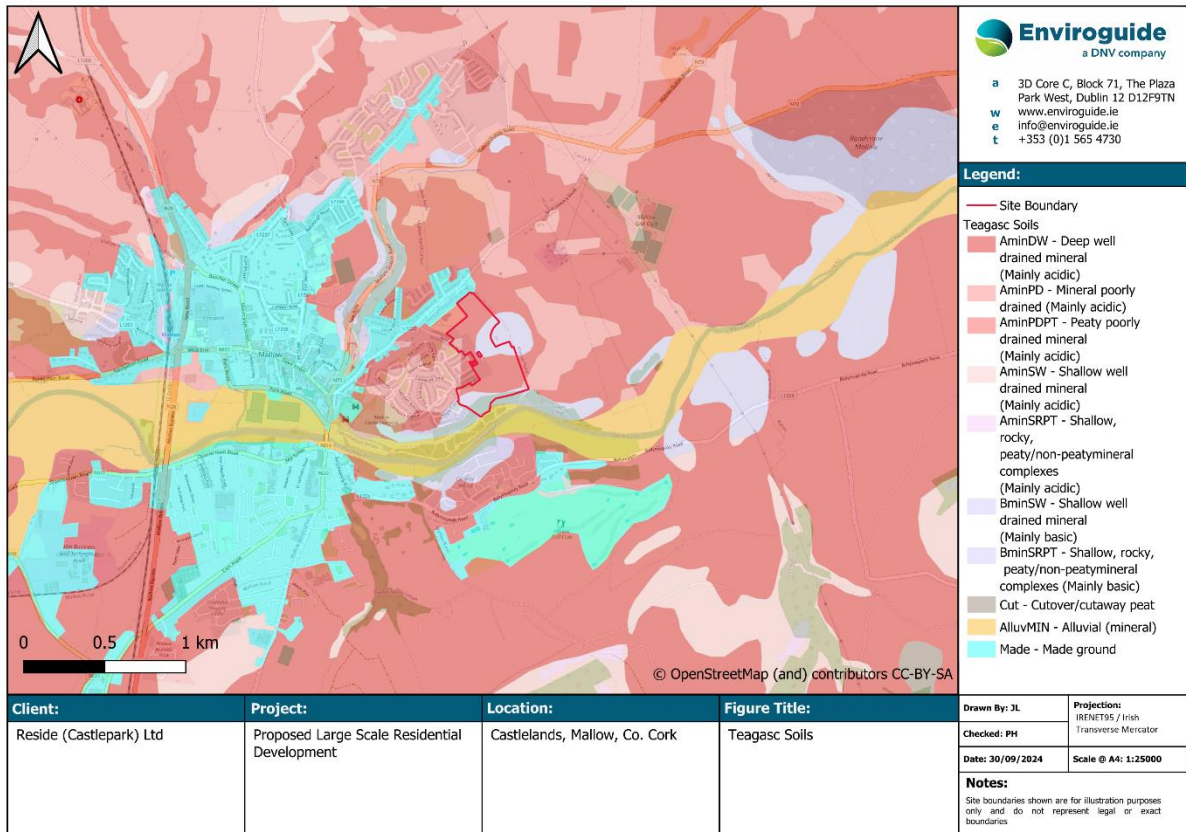 Enviroguide
a DNV company
a 3D Core C, Block 71, The Plaza
Park West, Dublin 12 D12F9TN
w www.enviroguide.ie
e info@enviroguide.ie
t +353 (0)1 565 4730
Legend:
Site Boundary
Teagasc Soils
AminDW - Deep well
drained mineral
(Mainly acidic)
AminPD - Mineral poorly
drained (Mainly acidic)
AminPDPT - Peaty poorly
drained mineral
(Mainly acidic)
AminSW - Shallow well
drained mineral
(Mainly acidic)
AminSRPT - Shallow,
rocky,
peaty/non-peatymineral
complexes
(Mainly acidic)
BminSW - Shallow well
drained mineral
(Mainly basic)
BminSRPT - Shallow, rocky,
peaty/non-peatymineral
complexes (Mainly basic)
Cut - Cutover/cutaway peat
AlluvMIN - Alluvial (mineral)
Made - Made ground
Mallow
0 0.5 1 km
© OpenStreetMap (and) contributors CC-BY-SA
Client:
Reside (Castlepark) Ltd
Project:
Proposed Large Scale Residential
Development
Location:
Castlelands, Mallow, Co. Cork
Figure Title:
Teagasc Soils
Drawn By: JL
Checked: PH
Date: 30/09/2024
Projection:
IRENET95 / Irish
Transverse Mercator
Scale @ A4: 1:25000
Notes:
Site boundaries shown are for illustration purposes
only and do not represent legal or exact
boundaries